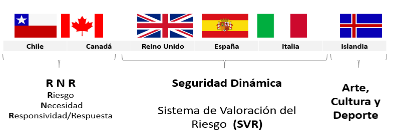 Chile Canadá Reino Unido España Italia Islandia
R N R
Riesgo
Necesidad
Responsividad/Respuesta
Seguridad Dinámica
Sistema de Valoración del
Riesgo (SVR)
Arte,
Cultura y
Deporte